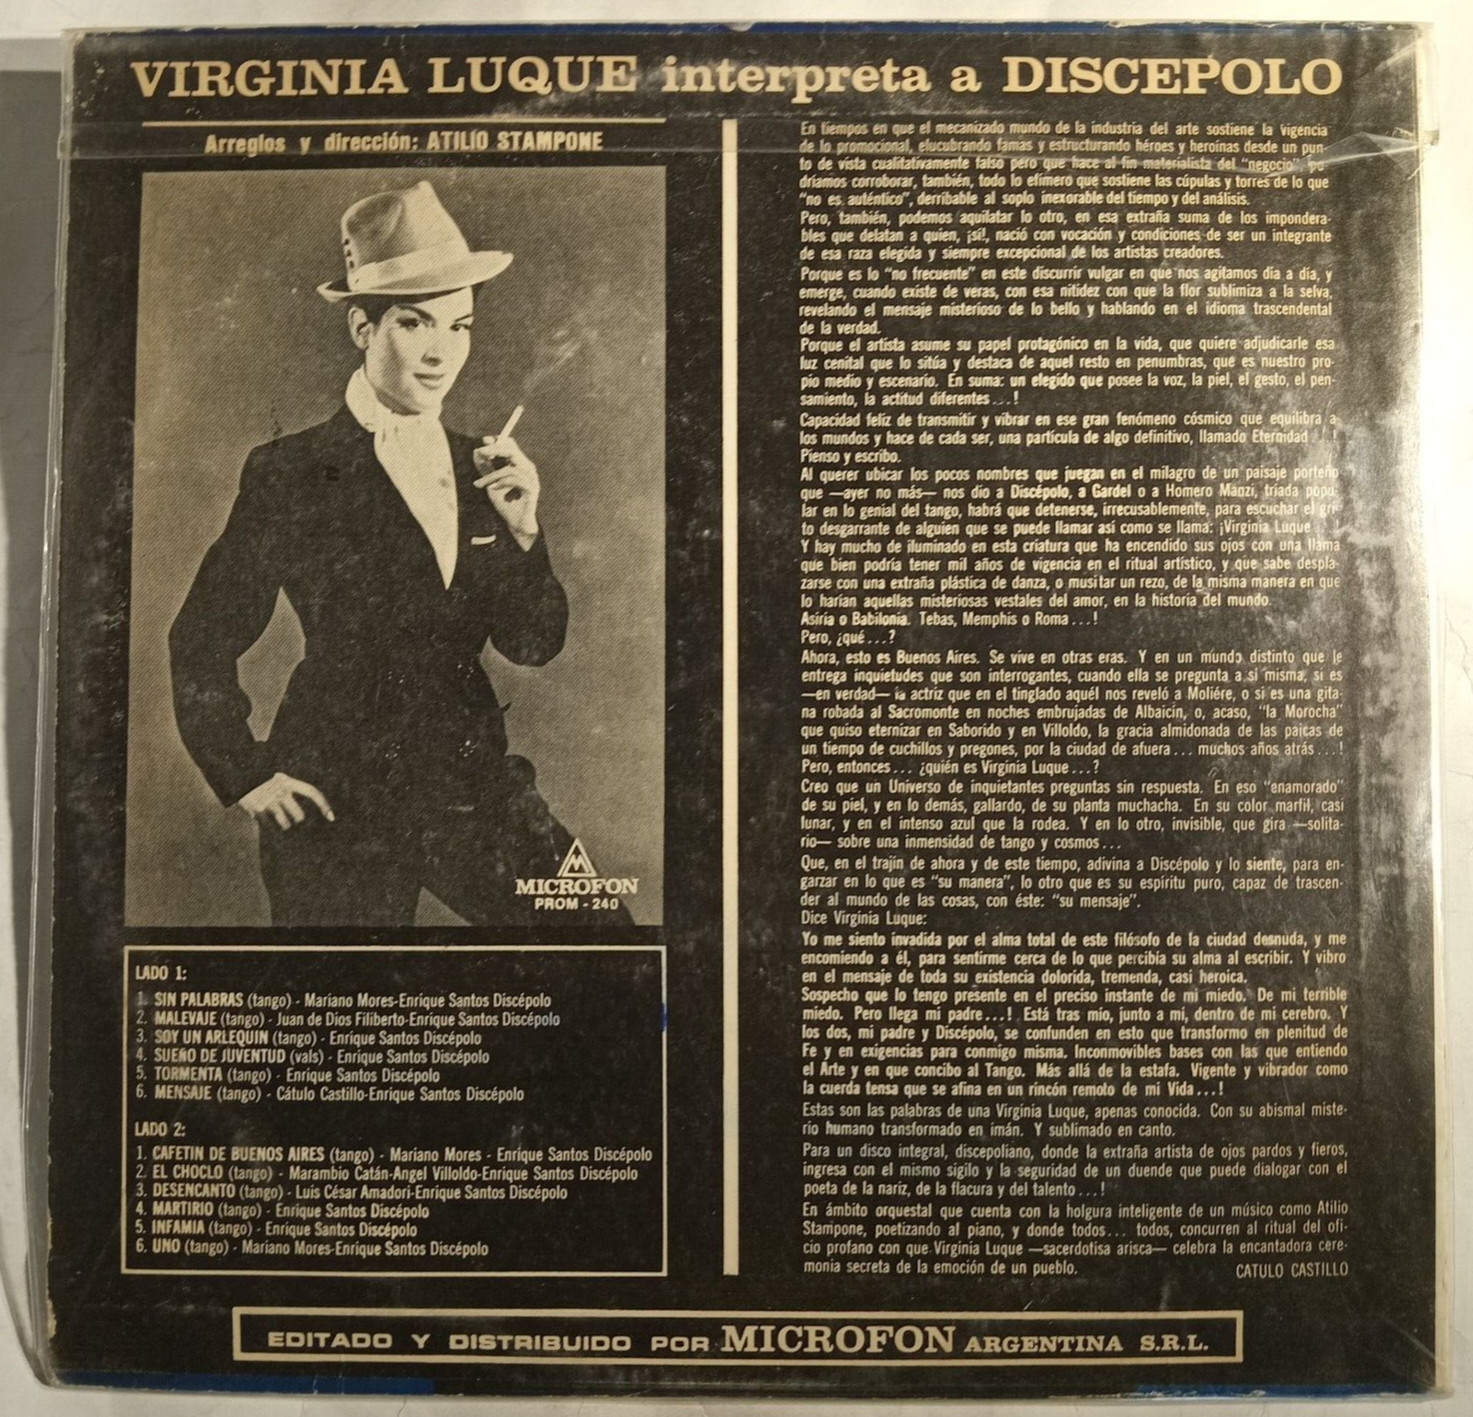 VIRGINIA LUQUE interpreta a DISCEPOLO
Arreglos y dirección: ATILIO STAMPONE
MICROFON
PROM - 240
LADO 1:
1. SIN PALABRAS (tango) - Mariano Mores-Enrique Santos Discépolo
2. MALEVAJE (tango) - Juan de Dios Filiberto-Enrique Santos Discépolo
3. SOY UN ARLEQUIN (tango) - Enrique Santos Discépolo
4. SUEÑO DE JUVENTUD (vals) - Enrique Santos Discépolo
5. TORMENTA (tango) - Enrique Santos Discépolo
6. MENSAJE (tango) - Cátulo Castillo-Enrique Santos Discépolo
LADO 2:
1. CAFETIN DE BUENOS AIRES (tango) - Mariano Mores - Enrique Santos Discépolo
2. EL CHOCLO (tango) - Marambio Catán-Angel Villoldo-Enrique Santos Discépolo
3. DESENCANTO (tango) - Luis César Amadori-Enrique Santos Discépolo
4. MARTIRIO (tango) - Enrique Santos Discépolo
5. INFAMIA (tango) - Enrique Santos Discépolo
6. UNO (tango) - Mariano Mores-Enrique Santos Discépolo
En tiempos en que el mecanizado mundo de la industria del arte sostiene la vigencia
de lo promocional, elucubrando famas y estructurando héroes y heroínas desde un pun-
to de vista cualitativamente falso pero que hace al fin materialista del "negocio", po-
dríamos corroborar, también, todo lo efímero que sostiene las cúpulas y torres de lo que
"no es auténtico", derribable al soplo inexorable del tiempo y del análisis.
Pero, también, podemos aquilatar lo otro, en esa extraña suma de los impondera-
bles que delatan a quien, ¡sí!, nació con vocación y condiciones de ser un integrante
de esa raza elegida y siempre excepcional de los artistas creadores.
Porque es lo "no frecuente" en este discurrir vulgar en que nos agitamos día a día, y
emerge, cuando existe de veras, con esa nitidez con que la flor sublimiza a la selva,
revelando el mensaje misterioso de lo bello y hablando en el idioma trascendental
de la verdad.
Porque el artista asume su papel protagónico en la vida, que quiere adjudicarle esa
luz cenital que lo sitúa y destaca de aquel resto en penumbras, que es nuestro pro-
pio medio y escenario. En suma: un elegido que posee la voz, la piel, el gesto, el pen-
samiento, la actitud diferentes...!
Capacidad feliz de transmitir y vibrar en ese gran fenómeno cósmico que equilibra a
los mundos y hace de cada ser, una partícula de algo definitivo, llamado Eternidad
Pienso y escribo.
Al querer ubicar los pocos nombres que juegan en el milagro de un paisaje porteño
que —ayer no más— nos dio a Discépolo, a Gardel o a Homero Manzi, tríada popu-
lar en lo genial del tango, habrá que detenerse, irrecusablemente, para escuchar el gri-
to desgarrante de alguien que se puede llamar así como se llama: ¡Virginia Luque
Y hay mucho de iluminado en esta criatura que ha encendido sus ojos con una llama
que bien podría tener mil años de vigencia en el ritual artístico, y que sabe despla-
zarse con una extraña plástica de danza, o musitar un rezo, de la misma manera en que
lo harían aquellas misteriosas vestales del amor, en la historia del mundo.
Asiria o Babilonia. Tebas, Memphis o Roma...!
Pero, ¿qué...?
Ahora, esto es Buenos Aires. Se vive en otras eras. Y en un mundo distinto que le
entrega inquietudes que son interrogantes, cuando ella se pregunta a si misma, si es
—en verdad— la actriz que en el tinglado aquél nos reveló a Moliére, o si es una gita-
na robada al Sacromonte en noches embrujadas de Albaicín, o, acaso, "la Morocha"
que quiso eternizar en Saborido y en Villoldo, la gracia almidonada de las paicas de
un tiempo de cuchillos y pregones, por la ciudad de afuera... muchos años atrás...!
Pero, entonces... ¿quién es Virginia Luque...?
Creo que un Universo de inquietantes preguntas sin respuesta. En eso "enamorado"
de su piel, y en lo demás, gallardo, de su planta muchacha. En su color marfil, casi
lunar, y en el intenso azul que la rodea. Y en lo otro, invisible, que gira —solita-
rio— sobre una inmensidad de tango y cosmos...
Que, en el trajín de ahora y de este tiempo, adivina a Discépolo y lo siente, para en-
garzar en lo que es "su manera", lo otro que es su espíritu puro, capaz de trascen-
der al mundo de las cosas, con éste: "su mensaje".
Dice Virginia Luque:
Yo me siento invadida por el alma total de este filósofo de la ciudad desnuda, y me
encomiendo a él, para sentirme cerca de lo que percibía su alma al escribir. Y vibro
en el mensaje de toda su existencia dolorida, tremenda, casi heroica.
Sospecho que lo tengo presente en el preciso instante de mi miedo. De mi terrible
miedo. Pero llega mi padre...! Está tras mío, junto a mí, dentro de mi cerebro. Y
los dos, mi padre y Discépolo, se confunden en esto que transformo en plenitud de
Fe y en exigencias para conmigo misma. Inconmovibles bases con las que entiendo
el Arte y en que concibo al Tango. Más allá de la estafa. Vigente y vibrador como
la cuerda tensa que se afina en un rincón remoto de mi Vida...!
Estas son las palabras de una Virginia Luque, apenas conocida. Con su abismal miste-
rio humano transformado en imán. Y sublimado en canto.
Para un disco integral, discepoliano, donde la extraña artista de ojos pardos y fieros,
ingresa con el mismo sigilo y la seguridad de un duende que puede dialogar con el
poeta de la nariz, de la flacura y del talento...!
En ámbito orquestal que cuenta con la holgura inteligente de un músico como Atilio
Stampone, poetizando al piano, y donde todos... todos, concurren al ritual del ofi-
cio profano con que Virginia Luque —sacerdotisa arisca— celebra la encantadora cere-
monia secreta de la emoción de un pueblo.
CATULO CASTILLO
EDITADO Y DISTRIBUIDO POR MICROFON ARGENTINA S.R.L.